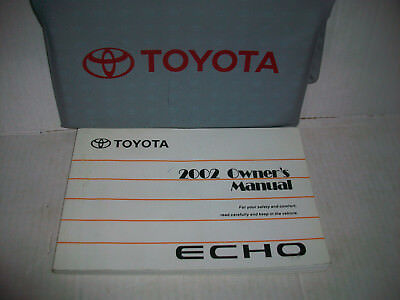 TOYOTA
TOYOTA
2002 Owner's
Manual
For your safety and comfort,
read carefully and keep in the vehicle.
ECHO